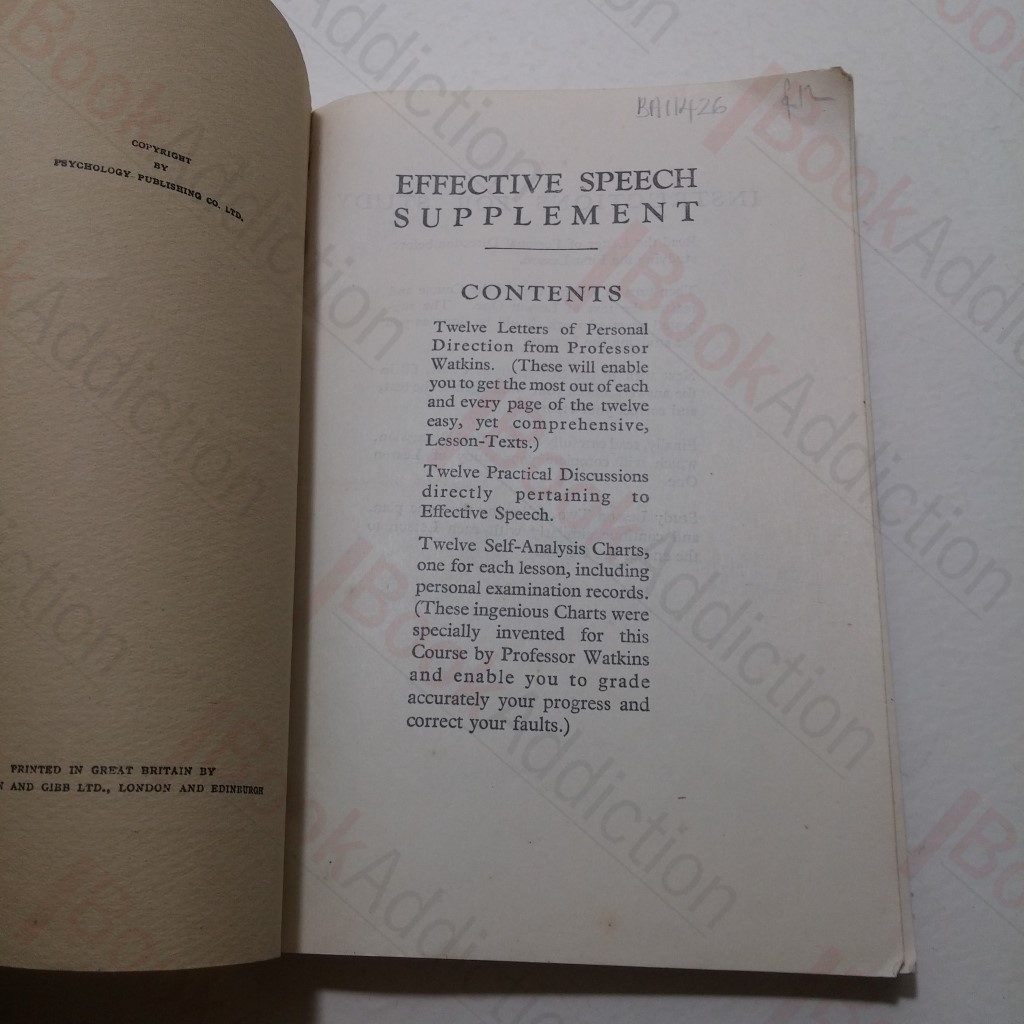 COPYRIGHT
BY
PSYCHOLOGY PUBLISHING CO. LTD.
PRINTED IN GREAT BRITAIN BY
AND GIBB LTD., LONDON AND EDINBURGH
BA11426
£12
EFFECTIVE SPEECH
SUPPLEMENT
CONTENTS
Twelve Letters of Personal
Direction from Professor
Watkins. (These will enable
you to get the most out of each
and every page of the twelve
easy, yet comprehensive,
Lesson-Texts.)
Twelve Practical Discussions
directly pertaining to
Effective Speech.
Twelve Self-Analysis Charts,
one for each lesson, including
personal examination records.
(These ingenious Charts were
specially invented for this
Course by Professor Watkins
and enable you to grade
accurately your progress and
correct your faults.)
BookAddiction